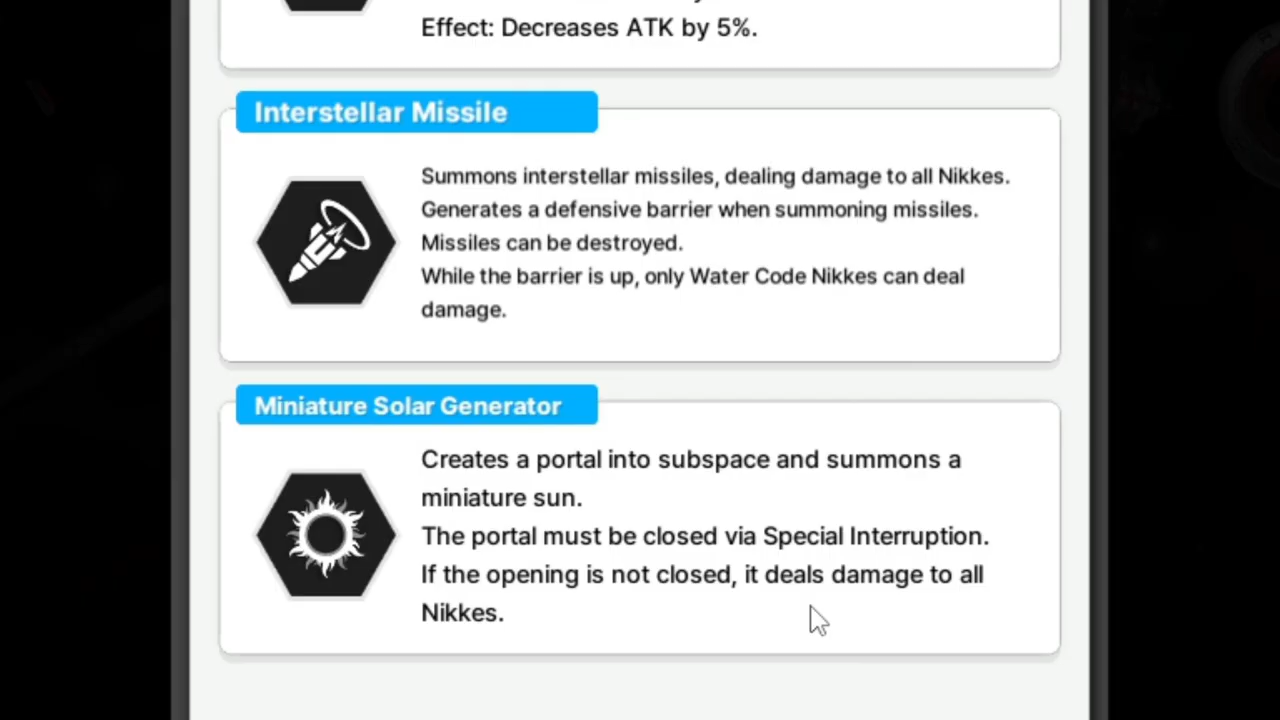 Effect: Decreases ATK by 5%.
Interstellar Missile
Summons interstellar missiles, dealing damage to all Nikkes.
Generates a defensive barrier when summoning missiles.
Missiles can be destroyed.
While the barrier is up, only Water Code Nikkes can deal
damage.
Miniature Solar Generator
Creates a portal into subspace and summons a
miniature sun.
The portal must be closed via Special Interruption.
If the opening is not closed, it deals damage to all
Nikkes.